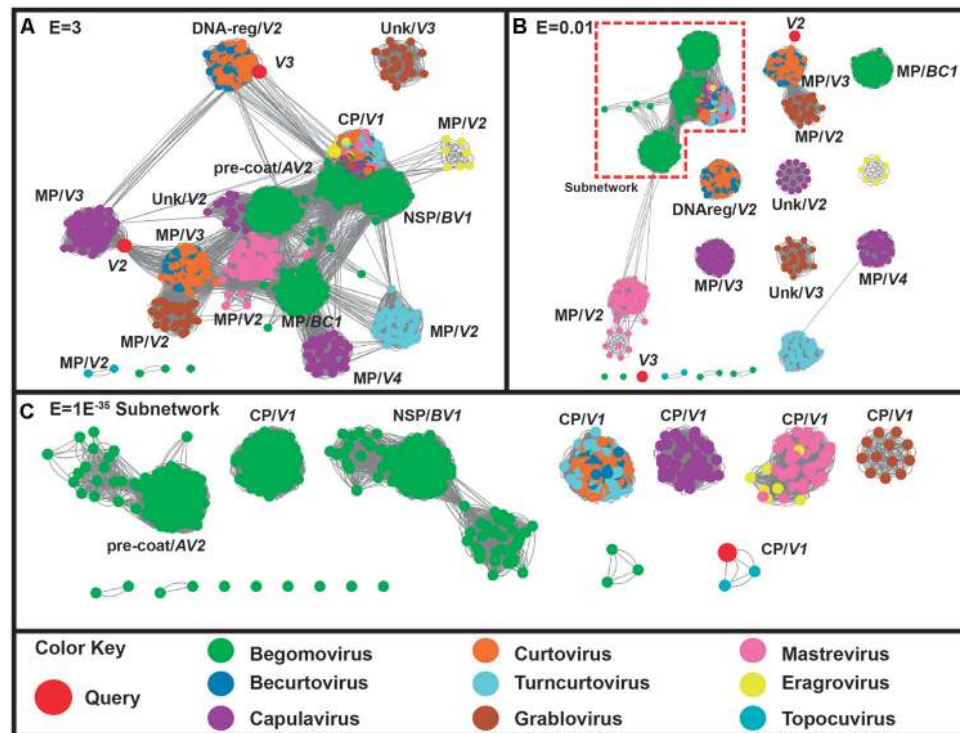 A E=3
DNA-reg/V2
Unk/V3
V3
CP/V1
MP/V2
pre-coat/AV2
MP/V3
Unk/V2
NSP/BV1
MP/V3
V2
MP/V2
MP/V2
MP/BC1
MP/V2
MP/V2
MP/V4
B E=0.01
V2
MP/V3
MP/BC1
MP/V2
Subnetwork
DNAreg/V2
Unk/V2
MP/V3
Unk/V3
MP/V4
MP/V2
V3
C E=1E-35 Subnetwork
CP/V1
NSP/BV1
CP/V1
CP/V1
CP/V1
CP/V1
pre-coat/AV2
CP/V1
Color Key
Query
Begomovirus
Becurtovirus
Capulavirus
Curtovirus
Turncurtovirus
Grablovirus
Mastrevirus
Eragrovirus
Topocuvirus